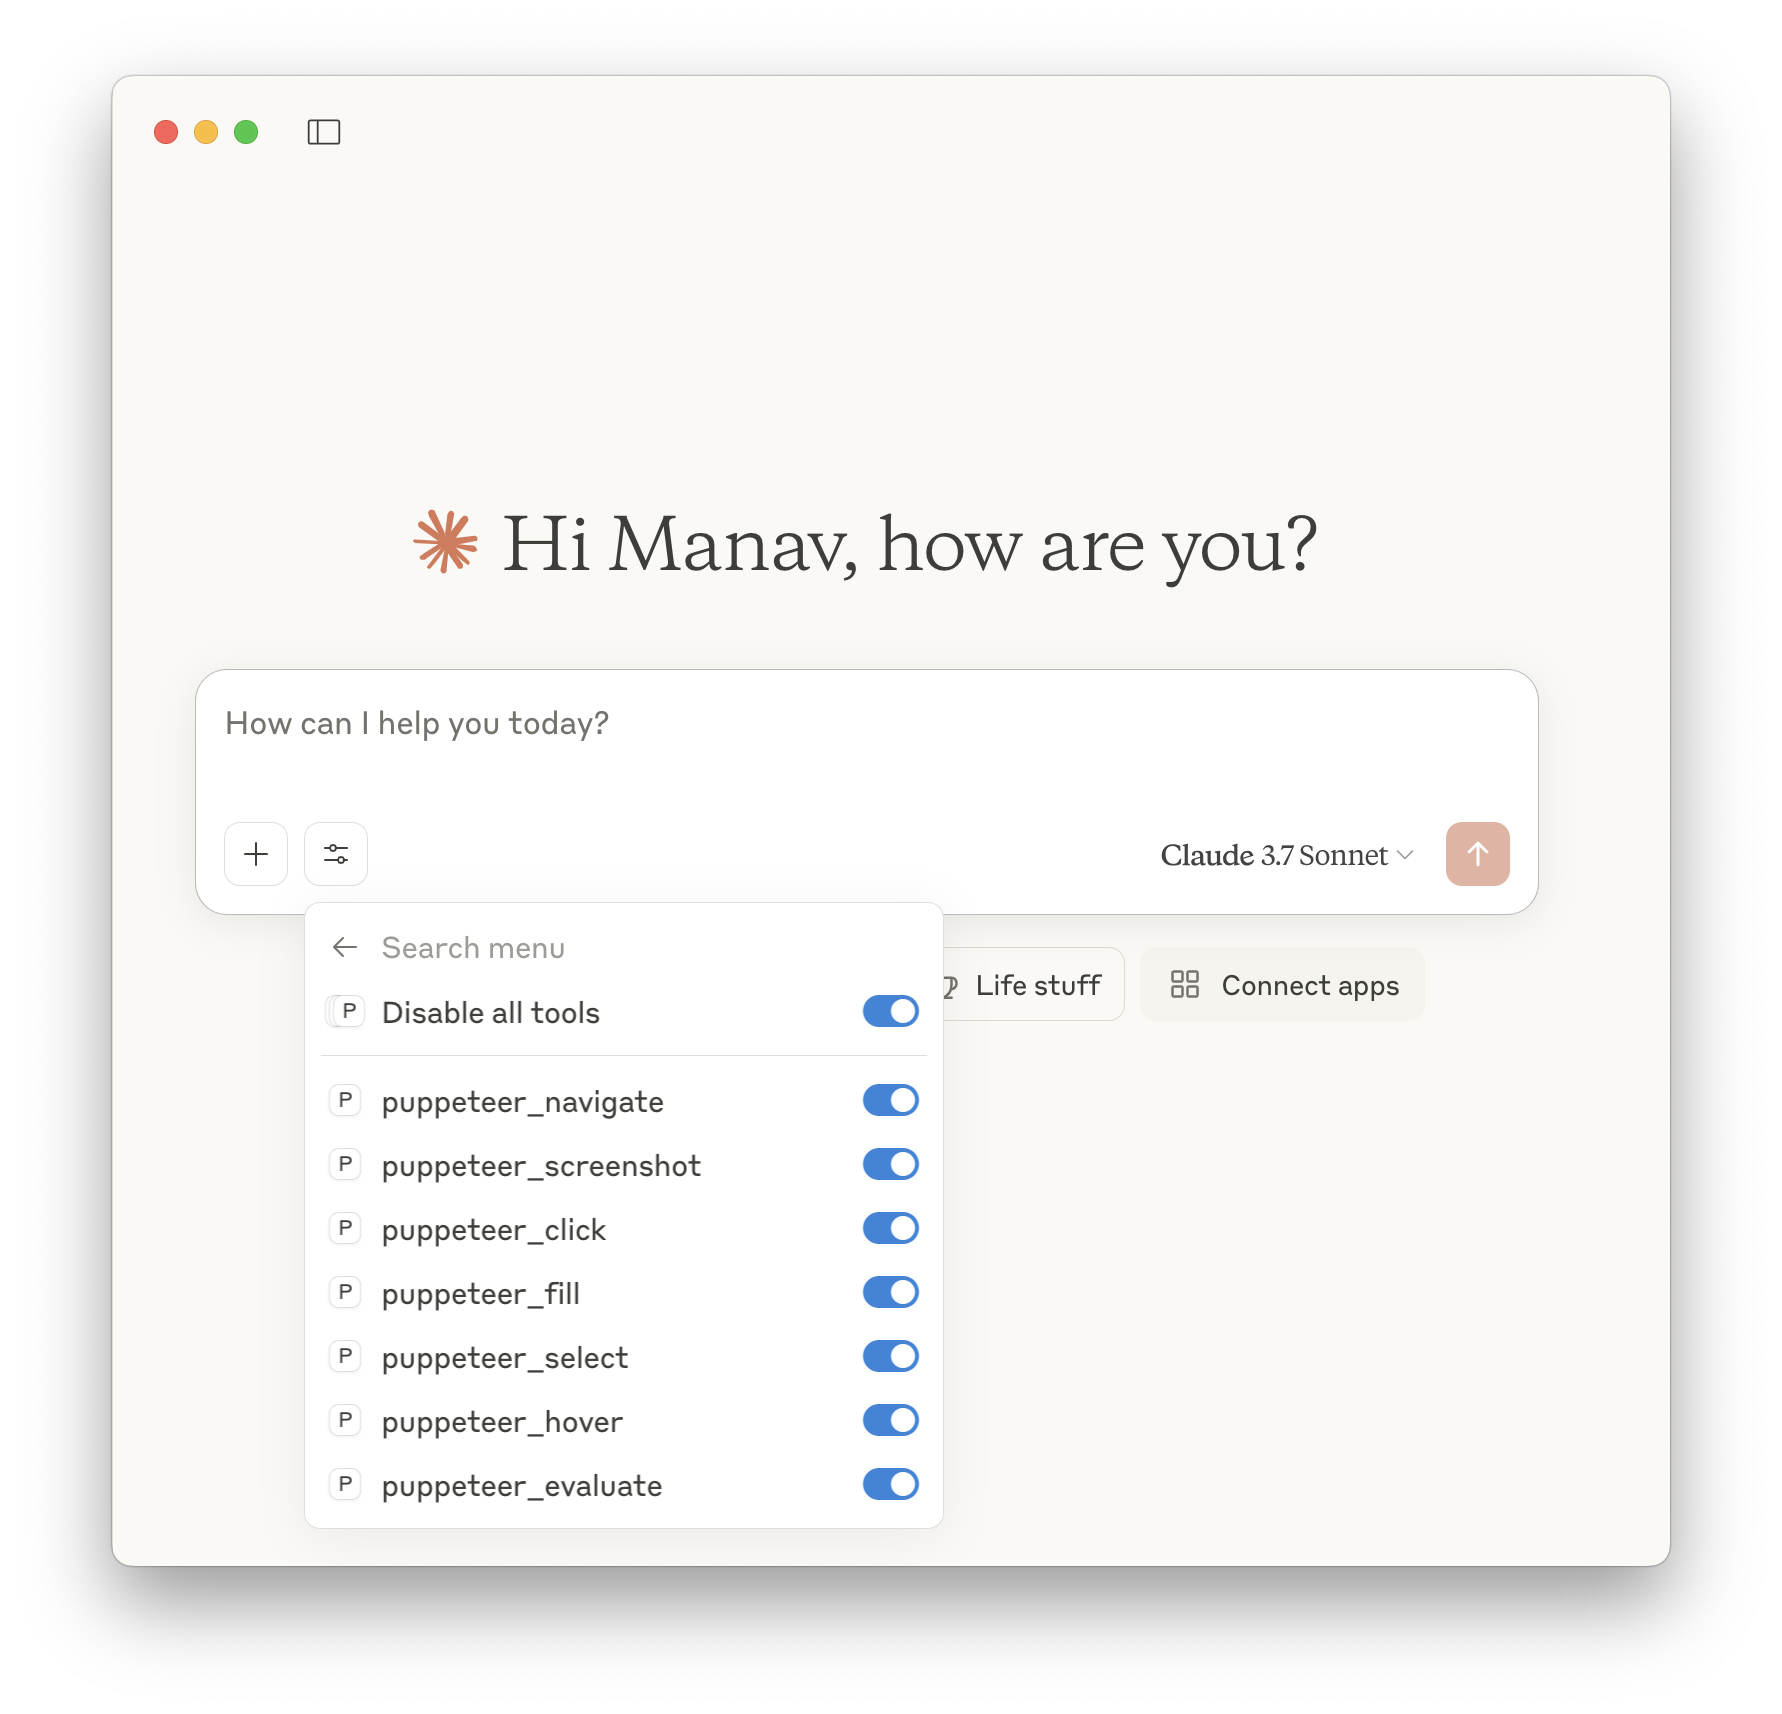 Hi Manav, how are you?
How can I help you today?
Claude 3.7 Sonnet
Search menu
P Disable all tools
P puppeteer_navigate
P puppeteer_screenshot
P puppeteer_click
P puppeteer_fill
P puppeteer_select
P puppeteer_hover
P puppeteer_evaluate
Life stuff
Connect apps